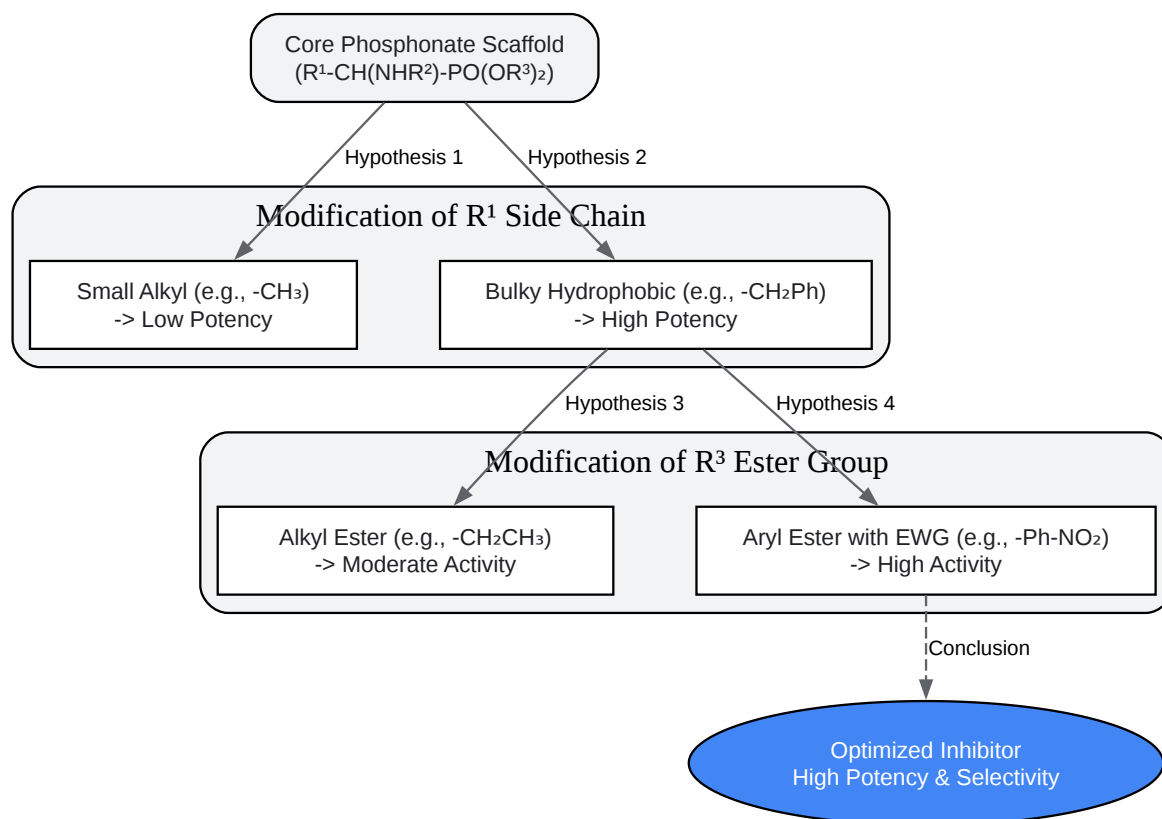 Core Phosphonate Scaffold
(R¹-CH(NHR²)-PO(OR³)₂)
Hypothesis 1
Hypothesis 2
Modification of R¹ Side Chain
Small Alkyl (e.g., -CH₃)
-> Low Potency
Bulky Hydrophobic (e.g., -CH₂Ph)
-> High Potency
Hypothesis 3
Hypothesis 4
Modification of R³ Ester Group
Alkyl Ester (e.g., -CH₂CH₃)
-> Moderate Activity
Aryl Ester with EWG (e.g., -Ph-NO₂)
-> High Activity
Conclusion
Optimized Inhibitor
High Potency & Selectivity